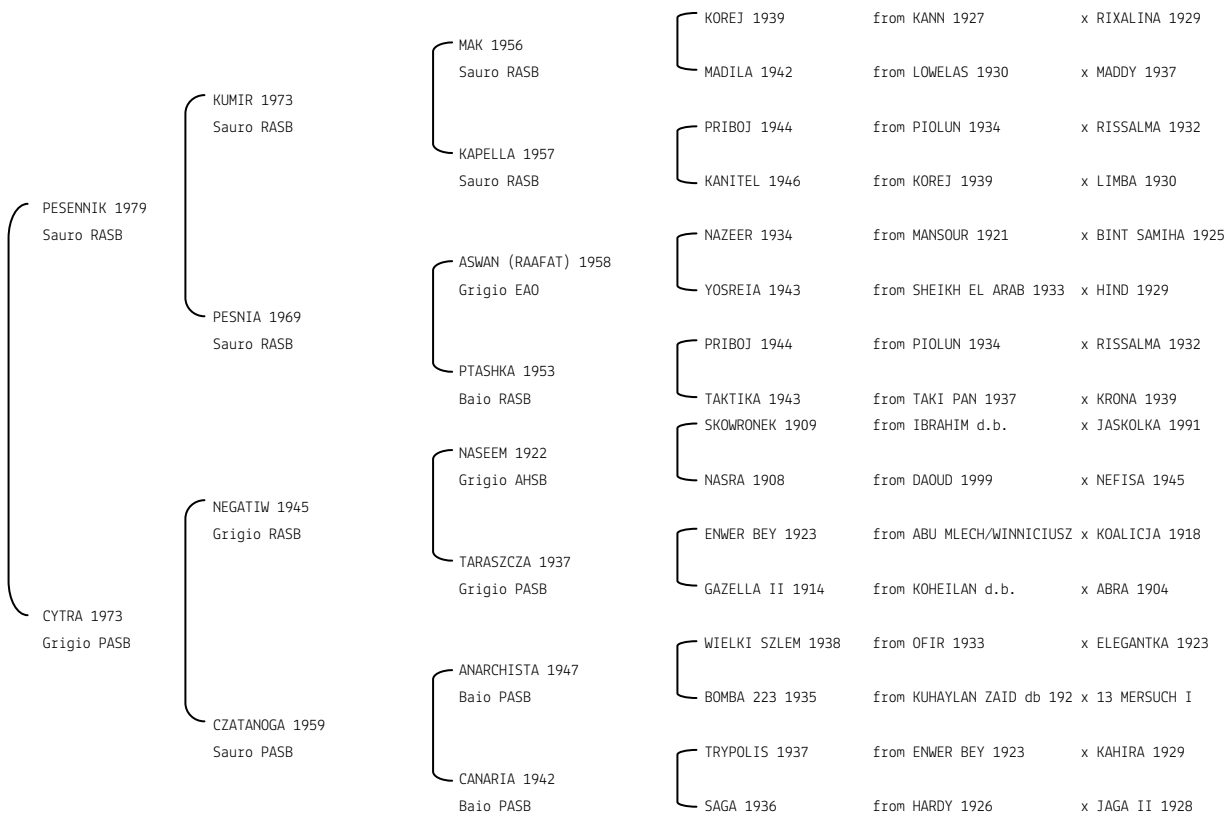 KOREJ 1939 from KANN 1927 x RIXALINA 1929
MAK 1956
Sauro RASB
MADILA 1942 from LOWELAS 1930 x MADDY 1937
KUMIR 1973
Sauro RASB
PRIBOJ 1944 from PIOLUN 1934 x RISSALMA 1932
KAPELLA 1957
Sauro RASB
KANITEL 1946 from KOREJ 1939 x LIMBA 1930
PESENNIK 1979
Sauro RASB
NAZEER 1934 from MANSOUR 1921 x BINT SAMIHA 1925
ASWAN (RAAFAT) 1958
Grigio EAO
YOSREIA 1943 from SHEIKH EL ARAB 1933 x HIND 1929
PESNIA 1969
Sauro RASB
PRIBOJ 1944 from PIOLUN 1934 x RISSALMA 1932
PTASHKA 1953
Baio RASB
TAKTIKA 1943 from TAKI PAN 1937 x KRONA 1939
SKOWRONEK 1909 from IBRAHIM d.b. x JASKOLKA 1991
NASEEM 1922
Grigio AHSB
NASRA 1908 from DAOUD 1999 x NEFISA 1945
NEGATIW 1945
Grigio RASB
ENWER BEY 1923 from ABU MLECH/WINNICIUSZ x KOALICJA 1918
TARASZCZA 1937
Grigio PASB
GAZELLA II 1914 from KOHEILAN d.b. x ABRA 1904
CYTRA 1973
Grigio PASB
WIELKI SZLEM 1938 from OFIR 1933 x ELEGANTKA 1923
ANARCHISTA 1947
Baio PASB
BOMBA 223 1935 from KUHAYLAN ZAID db 192 x 13 MERSUCH I
CZATANOGA 1959
Sauro PASB
TRYPOLIS 1937 from ENWER BEY 1923 x KAHIRA 1929
CANARIA 1942
Baio PASB
SAGA 1936 from HARDY 1926 x JAGA II 1928